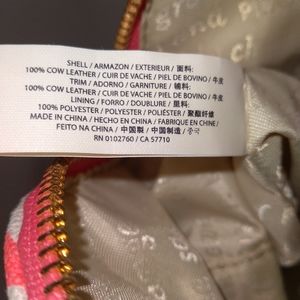 SHELL / ARMAZON / EXTERIEUR / 面料:
100% COW LEATHER / CUIR DE VACHE / PIEL DE BOVINO / 牛皮
TRIM / ADORNO / GARNITURE / 辅料:
100% COW LEATHER / CUIR DE VACHE / PIEL DE BOVINO / 牛皮
LINING / FORRO / DOUBLURE / 里料:
100% POLYESTER / POLYESTER / POLIÉSTER / 聚酯纤维
MADE IN CHINA / HECHO EN CHINA / FABRIQUE EN CHINE /
FEITO NA CHINA / 中国製 / 中国制造 / 중국
RN 0102760 / CA 57710